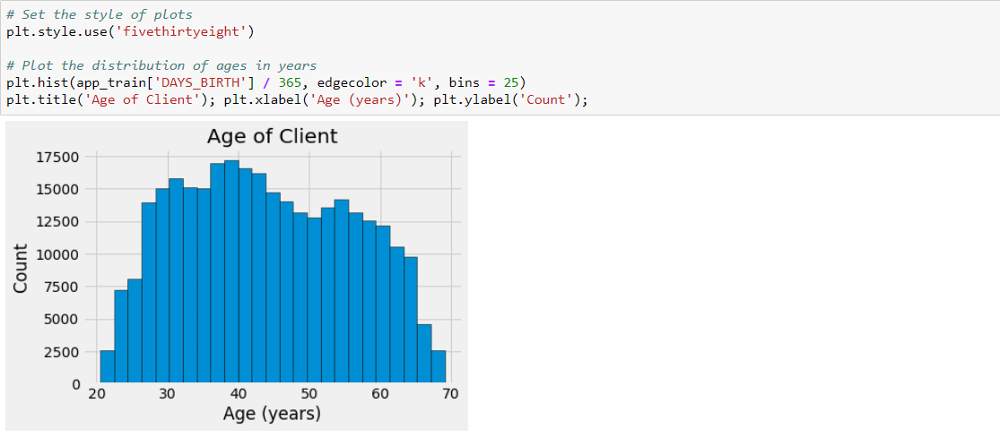 # Set the style of plots
plt.style.use('fivethirtyeight')
# Plot the distribution of ages in years
plt.hist(app_train['DAYS_BIRTH'] / 365, edgecolor = 'k', bins = 25)
plt.title('Age of Client'); plt.xlabel('Age (years)'); plt.ylabel('Count');
Age of Client
17500
15000
12500
10000
7500
5000
2500
0
Count
20 30 40 50 60 70
Age (years)